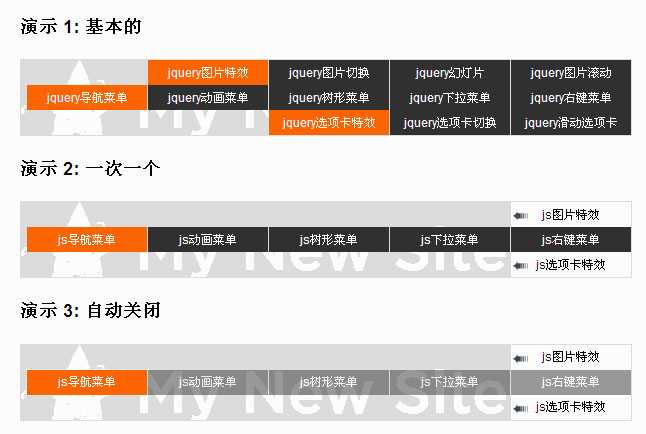 演示 1: 基本的
jquery图片特效 jquery图片切换 jquery幻灯片 jquery图片滚动
jquery导航菜单 jquery动画菜单 jquery树形菜单 jquery下拉菜单 jquery右键菜单
jquery选项卡特效 jquery选项卡切换 jquery滑动选项卡
My New Site
演示 2: 一次一个
js图片特效
js导航菜单 js动画菜单 js树形菜单 js下拉菜单 js右键菜单
js选项卡特效
My New Site
演示 3: 自动关闭
js图片特效
js导航菜单 js动画菜单 js树形菜单 js下拉菜单 js右键菜单
js选项卡特效
My New Site